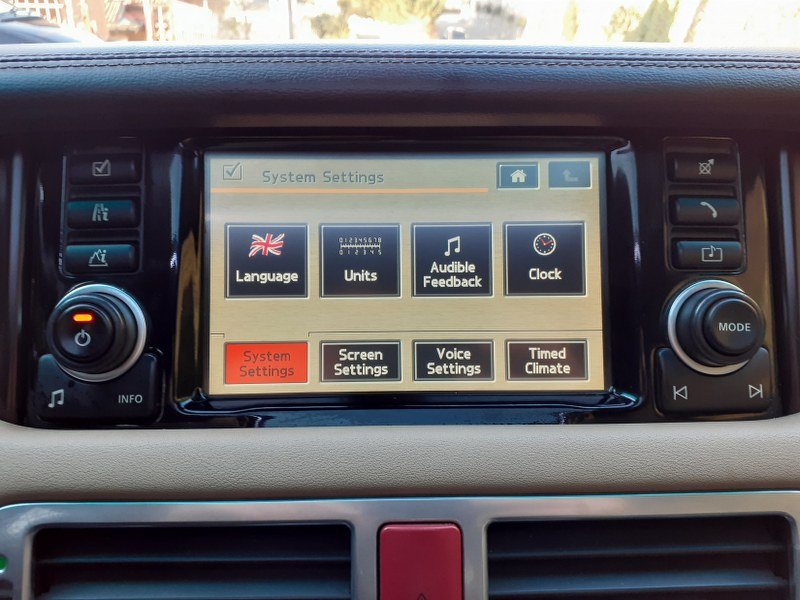 System Settings
Language
Units
Audible
Feedback
Clock
System
Settings
Screen
Settings
Voice
Settings
Timed
Climate
INFO
MODE